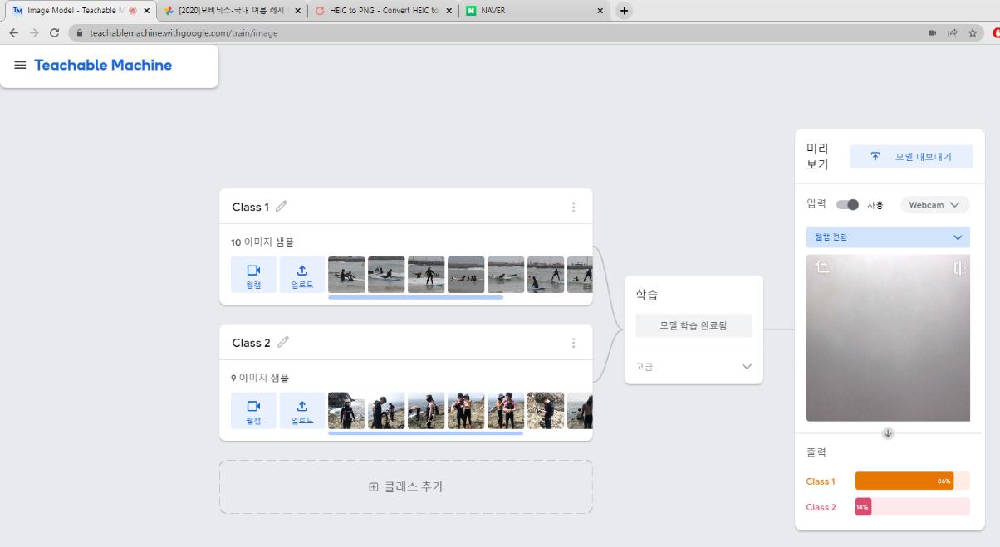 Image Model - Teachable M
[2020]모비딕스-국내 여름 레저
HEIC to PNG - Convert HEIC to
NAVER
teachablemachine.withgoogle.com/train/image
Teachable Machine
Class 1
10 이미지 샘플
웹캠
업로드
Class 2
9 이미지 샘플
웹캠
업로드
클래스 추가
학습
모델 학습 완료됨
고급
미리
보기
모델 내보내기
입력
사용
Webcam
웹캠 전환
출력
Class 1
86%
Class 2
14%